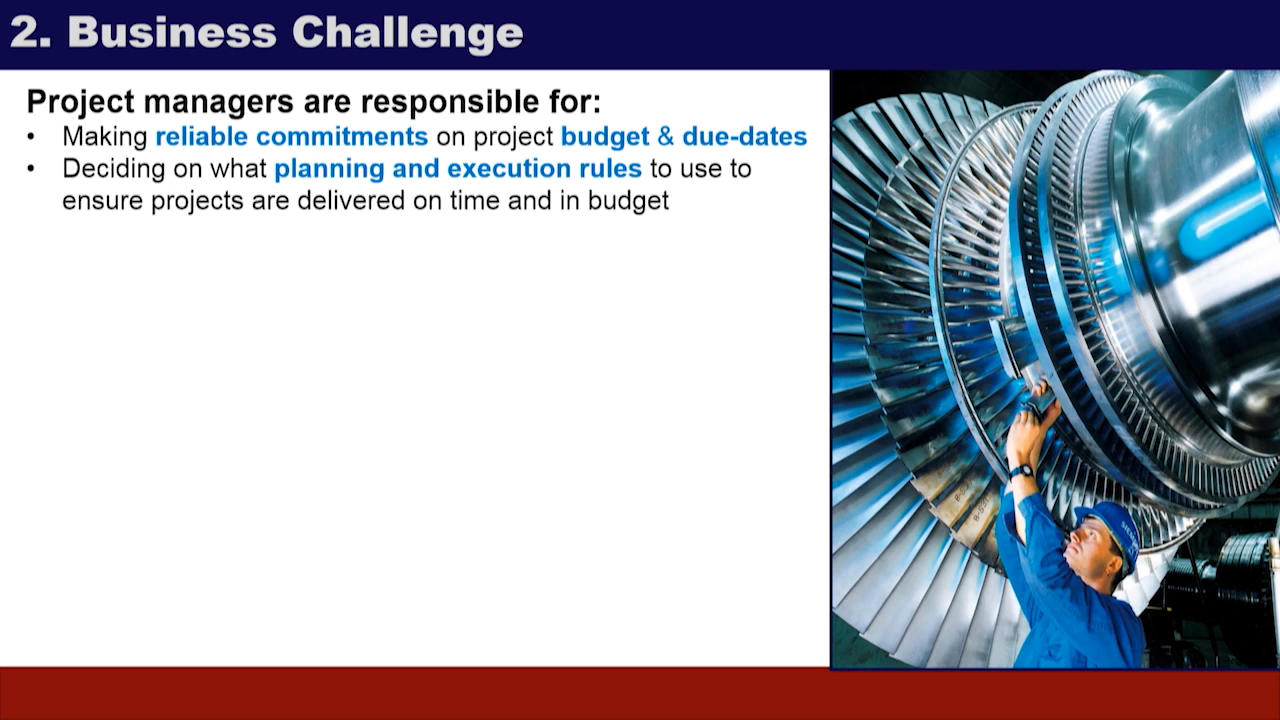 2. Business Challenge
Project managers are responsible for:
• Making reliable commitments on project budget & due-dates
• Deciding on what planning and execution rules to use to
ensure projects are delivered on time and in budget